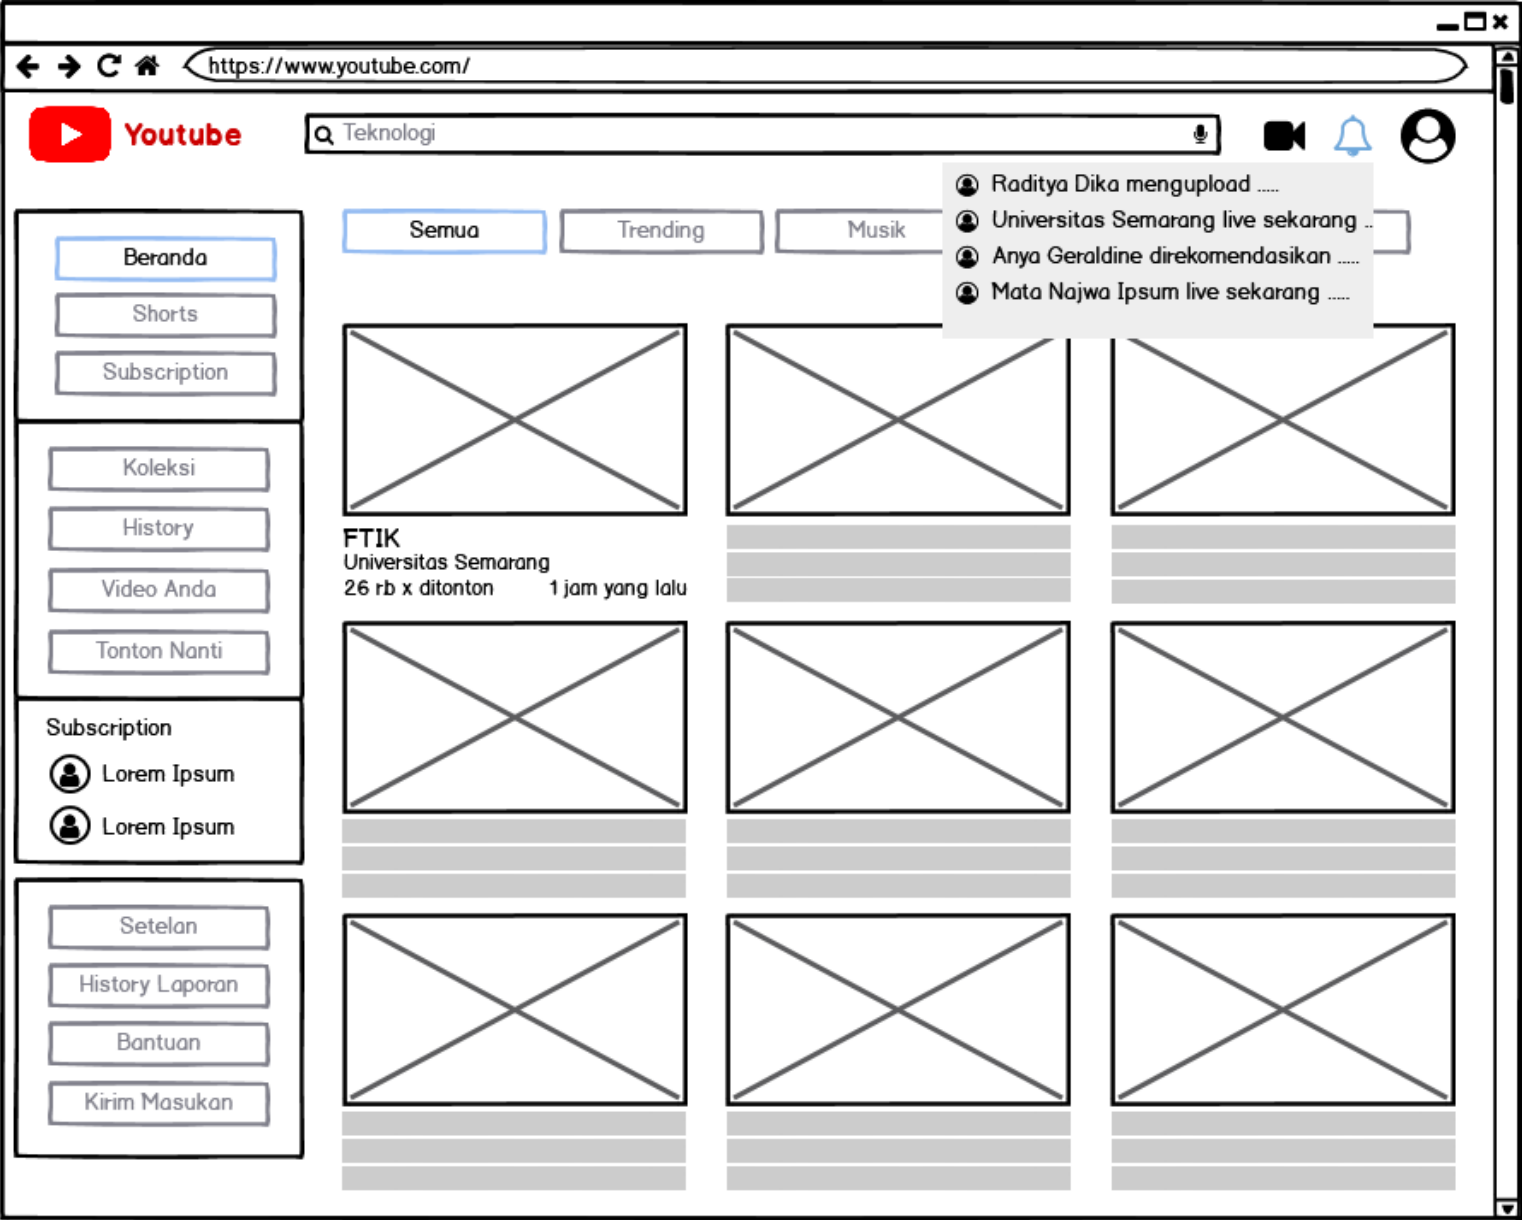 https://www.youtube.com/
Youtube
Teknologi
Raditya Dika mengupload .....
Universitas Semarang live sekarang ..
Anya Geraldine direkomendasikan .....
Mata Najwa Ipsum live sekarang .....
Semua
Trending
Musik
Beranda
Shorts
Subscription
Koleksi
History
Video Anda
Tonton Nanti
Subscription
Lorem Ipsum
Lorem Ipsum
Setelan
History Laporan
Bantuan
Kirim Masukan
FTIK
Universitas Semarang
26 rb x ditonton 1 jam yang lalu